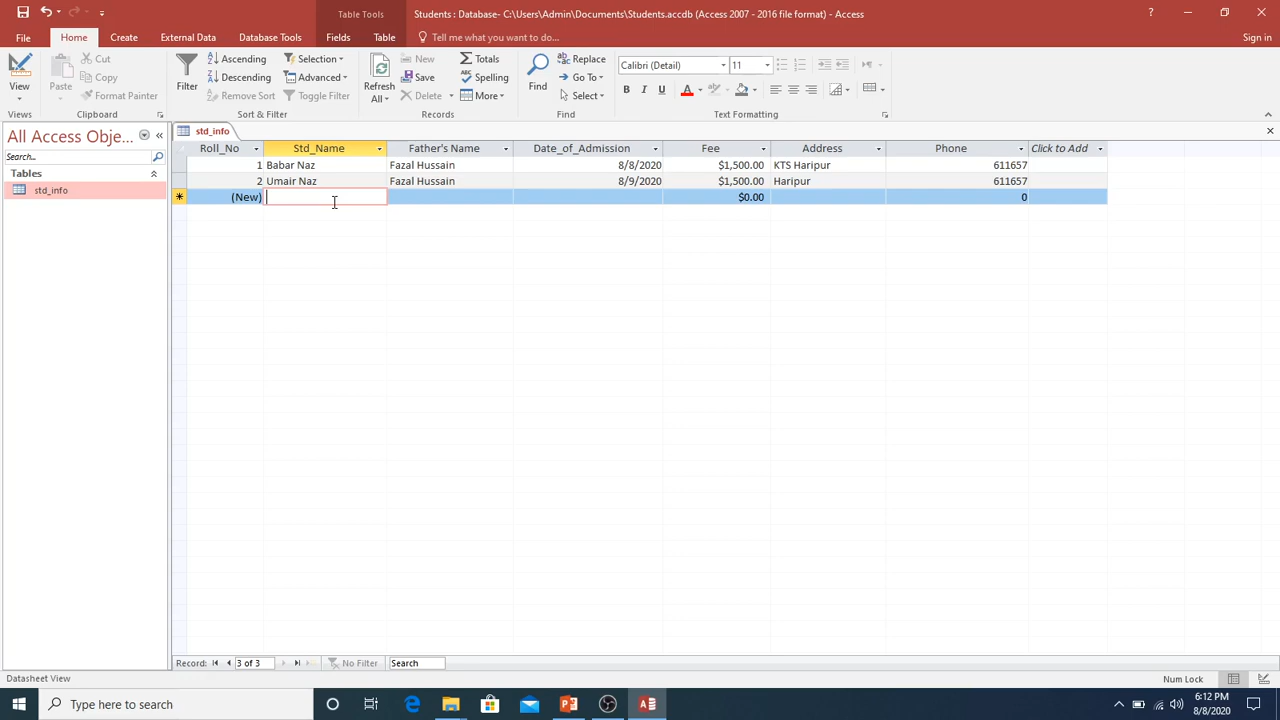 Table Tools
Students : Database- C:\Users\Admin\Documents\Students.accdb (Access 2007 - 2016 file format) - Access
?
File Home Create External Data Database Tools Fields Table Tell me what you want to do... Sign in
View
Views
Paste
Cut
Copy
Format Painter
Clipboard
Filter
Ascending
Descending
Remove Sort
Selection
Advanced
Toggle Filter
Sort & Filter
Refresh
All
New
Save
Delete
Totals
Spelling
More
Records
Find
Replace
Go To
Select
Find
Calibri (Detail) 11
B I U A
Text Formatting
All Access Obje...
Search...
Tables
std_info
std_info
Roll_No Std_Name Father's Name Date_of_Admission Fee Address Phone Click to Add
1 Babar Naz Fazal Hussain 8/8/2020 $1,500.00 KTS Haripur 611657
2 Umair Naz Fazal Hussain 8/9/2020 $1,500.00 Haripur 611657
(New) $0.00 0
Record: 3 of 3 No Filter Search
Datasheet View Num Lock
Type here to search
6:12 PM
8/8/2020